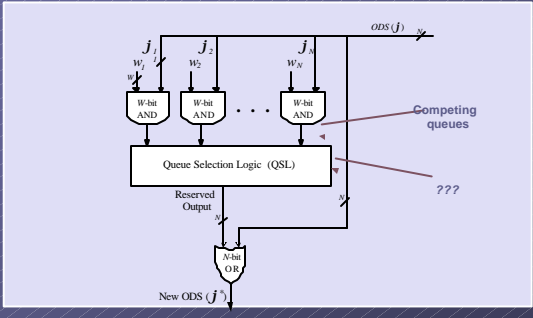 ODS (j) N
j1 j2 jN
1
w1 w2 wN
W
W-bit AND
W-bit AND
. . .
W-bit AND
Competing queues
Queue Selection Logic (QSL)
???
Reserved Output
N
N
N-bit OR
New ODS (j*)